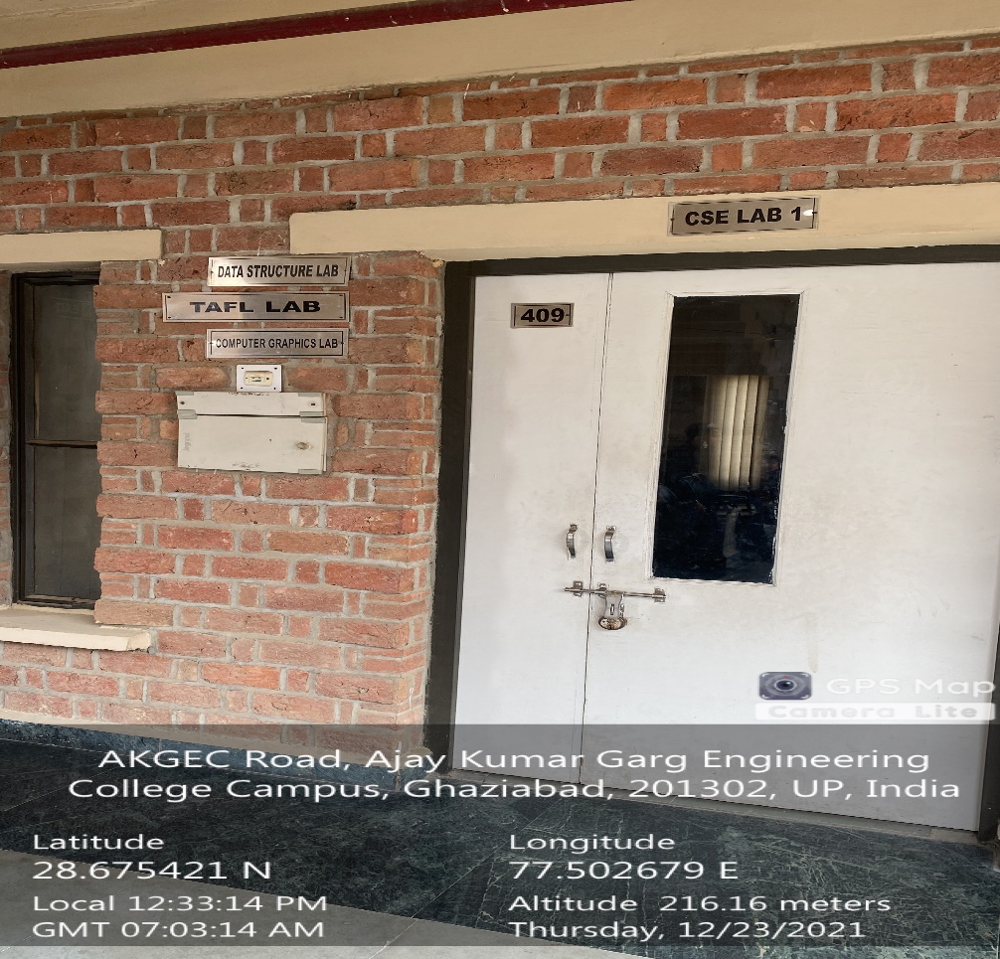 CSE LAB 1
DATA STRUCTURE LAB
TAFL LAB
COMPUTER GRAPHICS LAB
409
GPS Map
Camera Lite
AKGEC Road, Ajay Kumar Garg Engineering
College Campus, Ghaziabad, 201302, UP, India
Latitude
28.675421 N
Longitude
77.502679 E
Local 12:33:14 PM
GMT 07:03:14 AM
Altitude 216.16 meters
Thursday, 12/23/2021